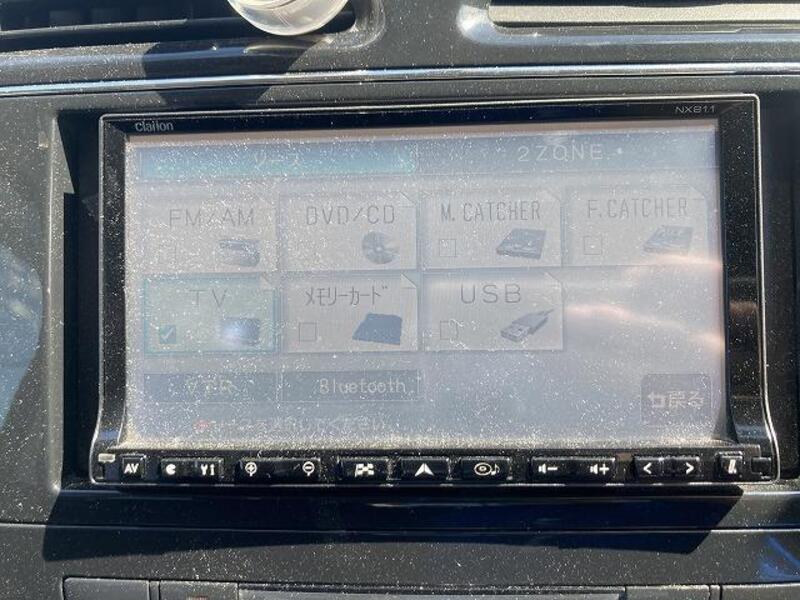 Clarion
NX811
ソース
2ZONE
FM/AM
DVD/CD
M. CATCHER
F. CATCHER
TV
メモリーカード
USB
VTR
Bluetooth
戻る
AV